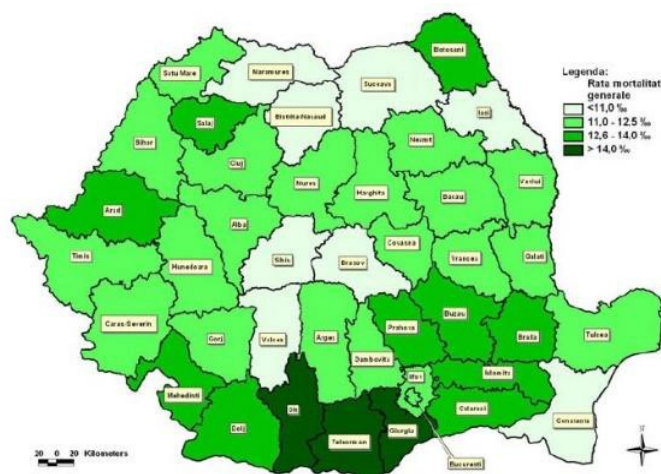 Botosani
Satu Mare
Maramures
Suceava
Legenda:
Rata mortalitat
generale
<11,0 ‰
11,0 - 12,5 ‰
12,6 - 14,0 ‰
> 14,0 ‰
Iasi
Bistrita-Nasaud
Salaj
Neamt
Bihor
Cluj
Mures
Harghita
Bacau
Vaslui
Arad
Alba
Covasna
Timis
Hunedoara
Sibiu
Brasov
Vrancea
Galati
Caras-Severin
Gorj
Valcea
Arges
Prahova
Buzau
Braila
Tulcea
Dambovita
Ilfov
Ialomita
Mehedinti
Calarasi
Dolj
Olt
Giurgiu
Constanta
Teleorman
Bucuresti
20 0 20 Kilometers